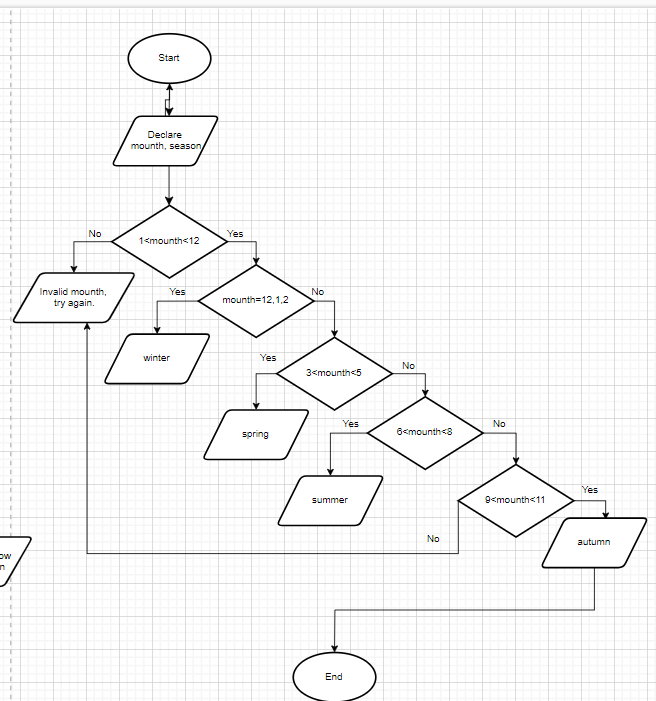 Start
Declare
mounth, season
No
1<mounth<12
Yes
Invalid mounth,
try again.
Yes
mounth=12,1,2
No
winter
Yes
3<mounth<5
No
spring
Yes
6<mounth<8
No
summer
9<mounth<11
Yes
No
autumn
End